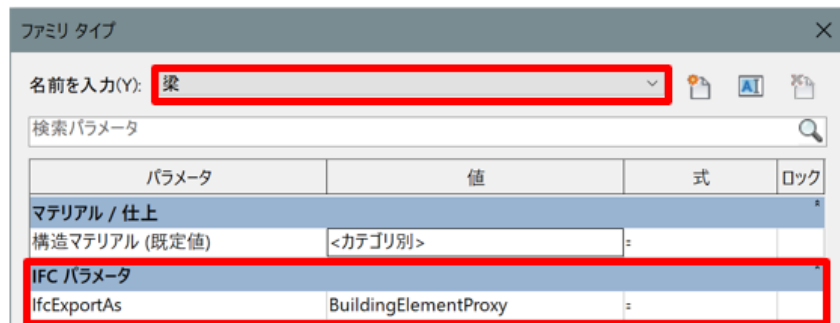 ファミリ タイプ
名前を入力(Y): 梁
検索パラメータ
パラメータ 値 式 ロック
マテリアル / 仕上
構造マテリアル (既定値) <カテゴリ別> =
IFC パラメータ
IfcExportAs BuildingElementProxy =